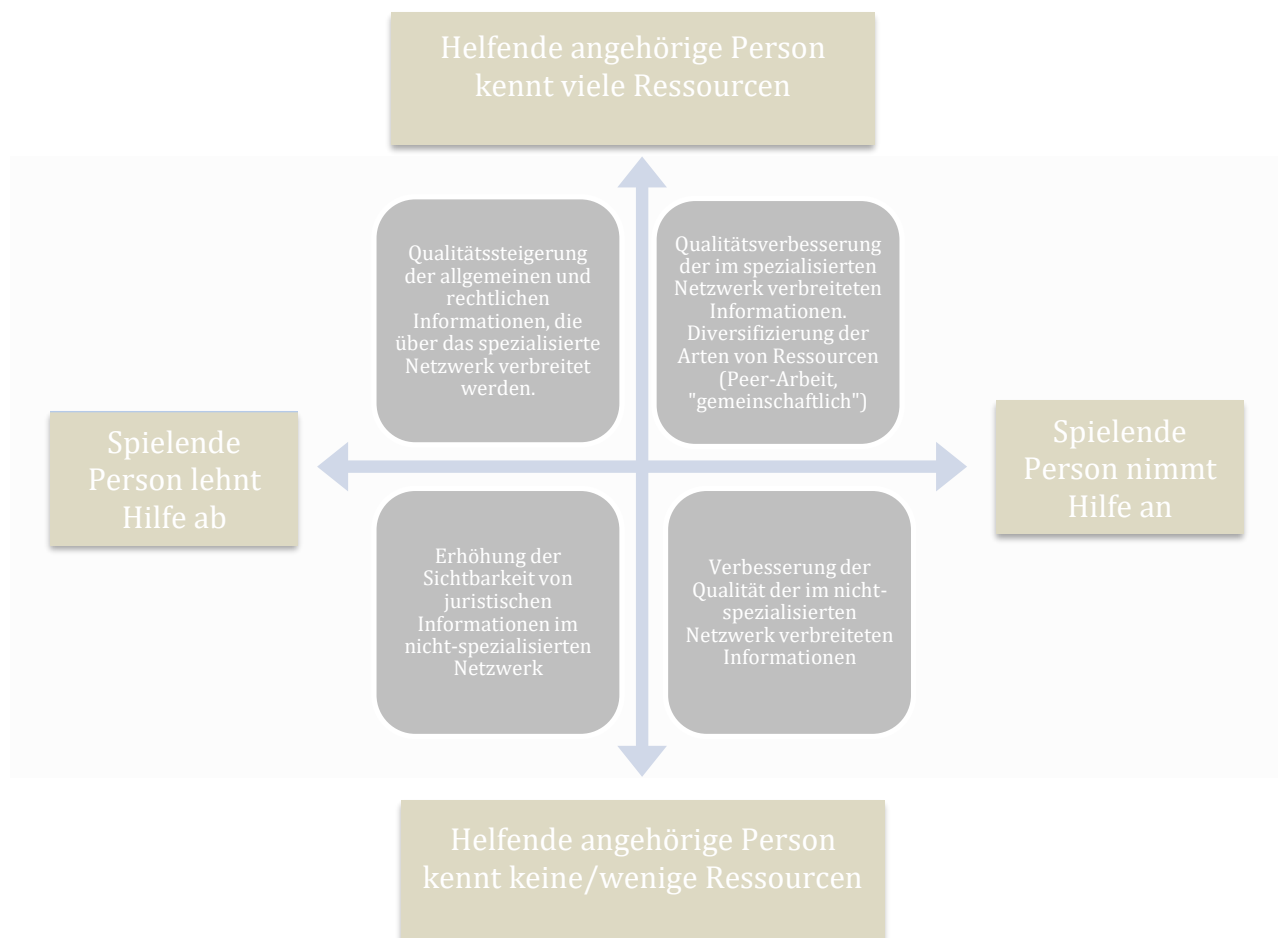 Helfende angehörige Person
kennt viele Ressourcen
Qualitätssteigerung
der allgemeinen und
rechtlichen
Informationen, die
über das spezialisierte
Netzwerk verbreitet
werden.
Qualitätsverbesserung
der im spezialisierten
Netzwerk verbreiteten
Informationen.
Diversifizierung der
Arten von Ressourcen
(Peer-Arbeit,
"gemeinschaftlich")
Spielende
Person lehnt
Hilfe ab
Spielende
Person nimmt
Hilfe an
Erhöhung der
Sichtbarkeit von
juristischen
Informationen im
nicht-spezialisierten
Netzwerk
Verbesserung der
Qualität der im nicht-
spezialisierten
Netzwerk verbreiteten
Informationen
Helfende angehörige Person
kennt keine/wenige Ressourcen